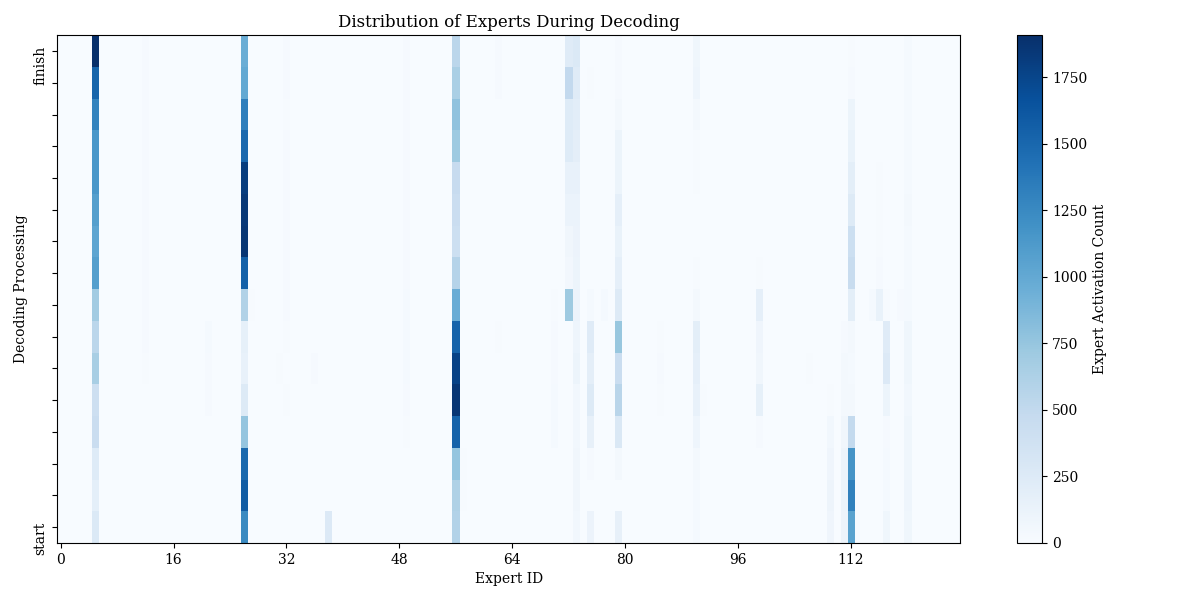 Distribution of Experts During Decoding
finish
Decoding Processing
start
0 16 32 48 64 80 96 112
Expert ID
1750
1500
1250
1000
750
500
250
0
Expert Activation Count